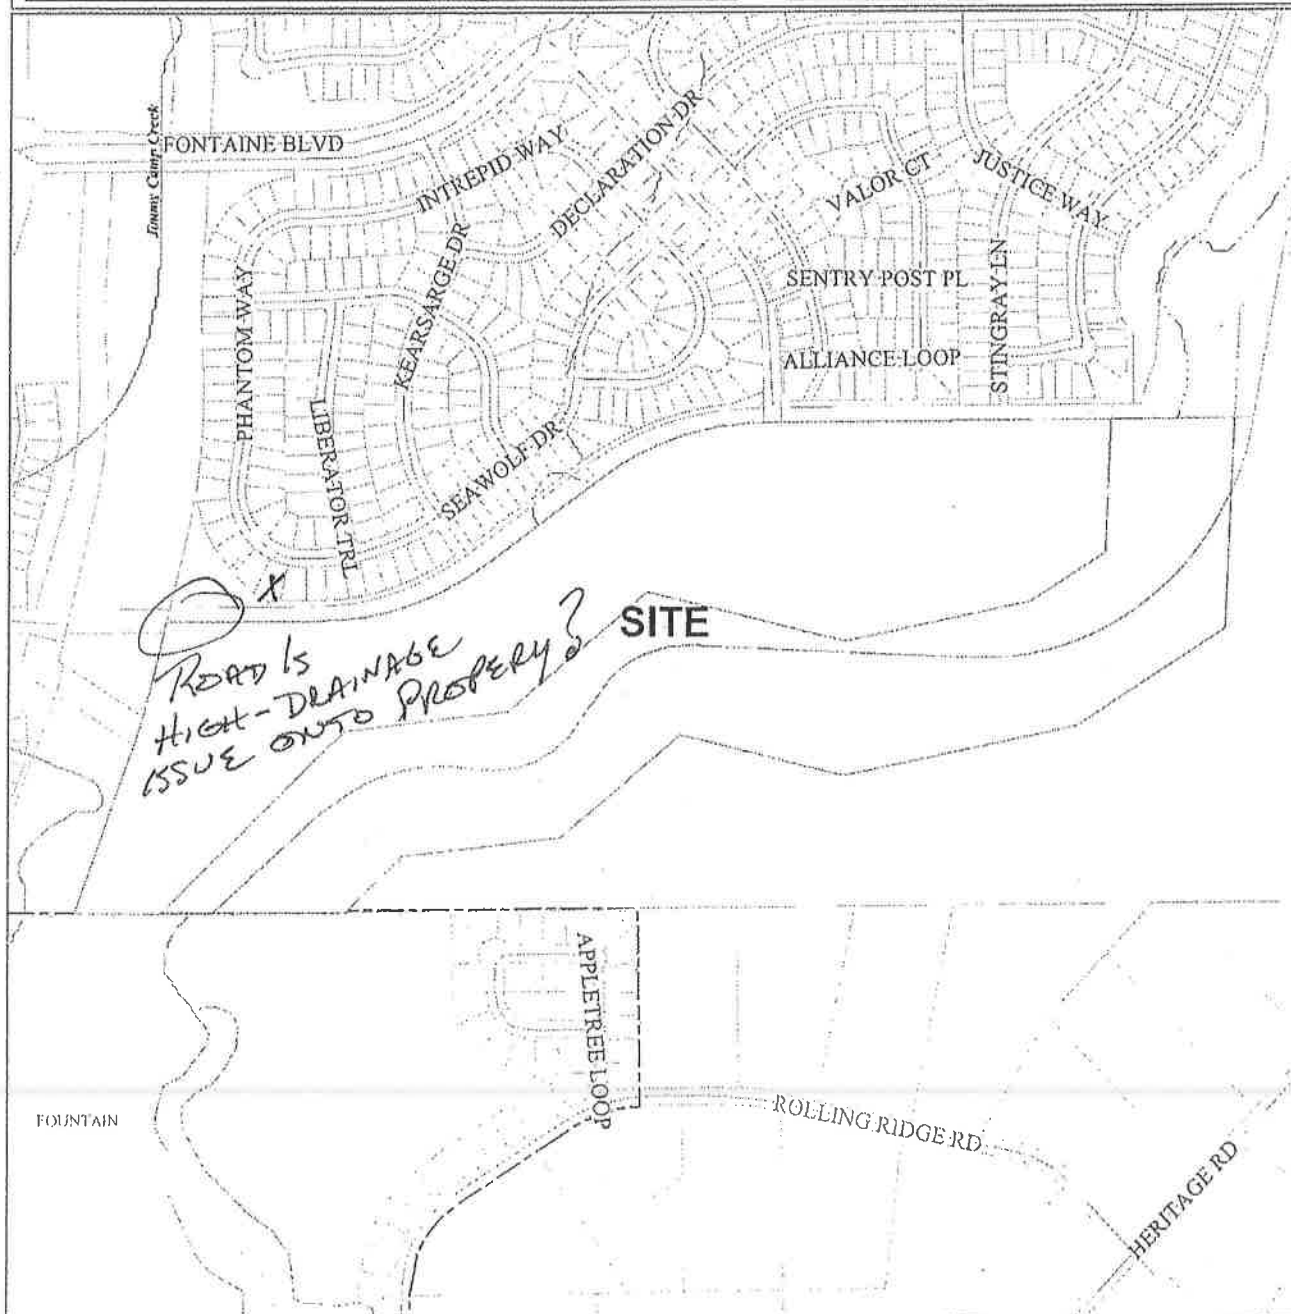 Jimmy Camp Creek
FONTAINE BLVD
INTREPID WAY
DECLARATION DR
VALOR CT
JUSTICE WAY
PHANTOM WAY
KEARSARGE DR
SENTRY POST PL
STINGRAY LN
ALLIANCE LOOP
LIBERATOR TRL
SEAWOLF DR
X
SITE
ROAD IS
HIGH-DRAINAGE
ISSUE ONTO PROPERY?
APPLETREE LOOP
FOUNTAIN
ROLLING RIDGE RD
HERITAGE RD